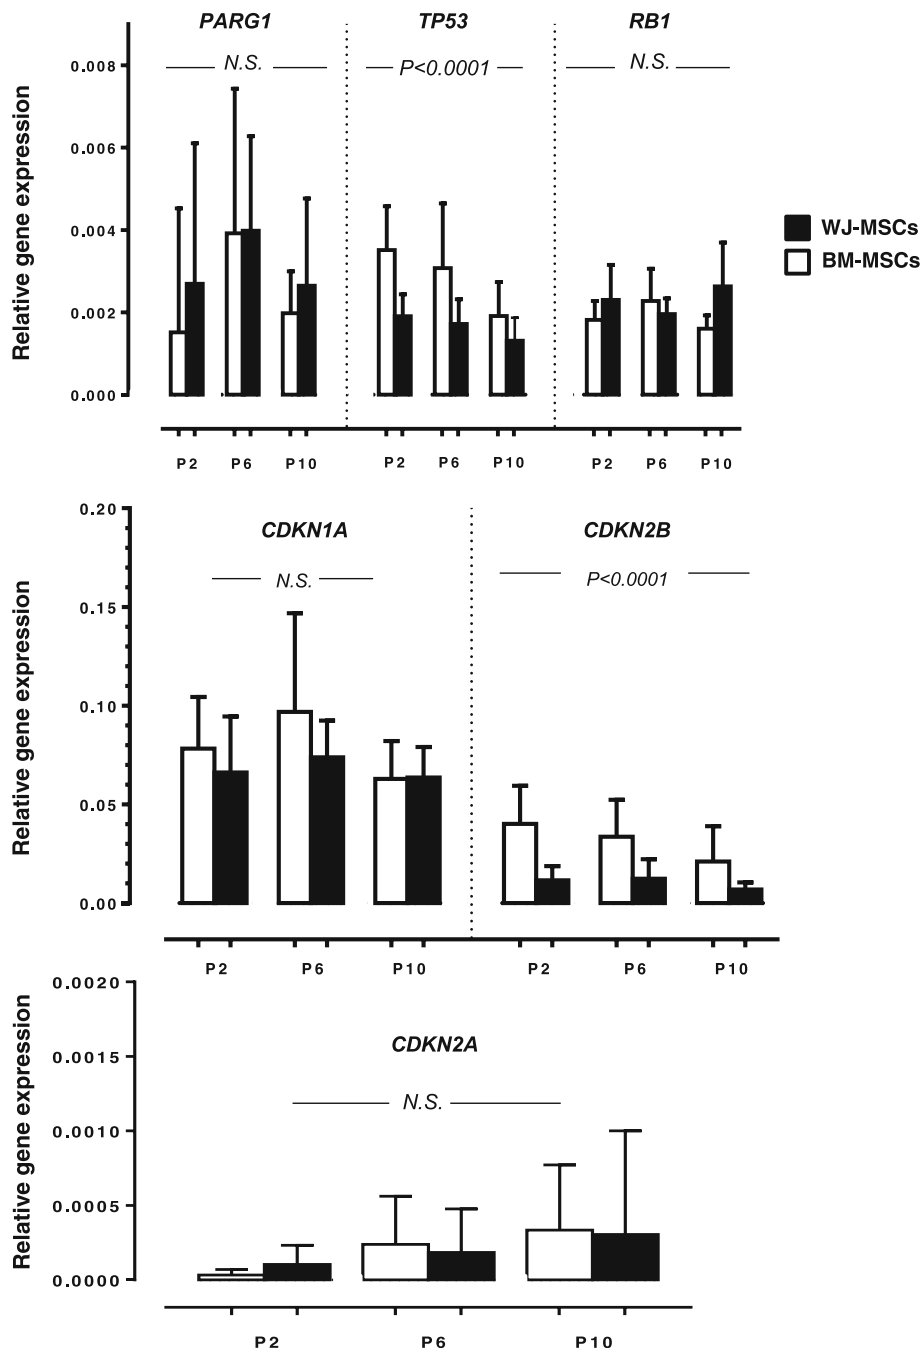 PARG1 TP53 RB1
N.S. P<0.0001 N.S.
Relative gene expression
0.008
0.006
0.004
0.002
0.000
P2 P6 P10 P2 P6 P10 P2 P6 P10
WJ-MSCs
BM-MSCs
CDKN1A CDKN2B
N.S. P<0.0001
Relative gene expression
0.20
0.15
0.10
0.05
0.00
P2 P6 P10 P2 P6 P10
CDKN2A
N.S.
Relative gene expression
0.0020
0.0015
0.0010
0.0005
0.0000
P2 P6 P10